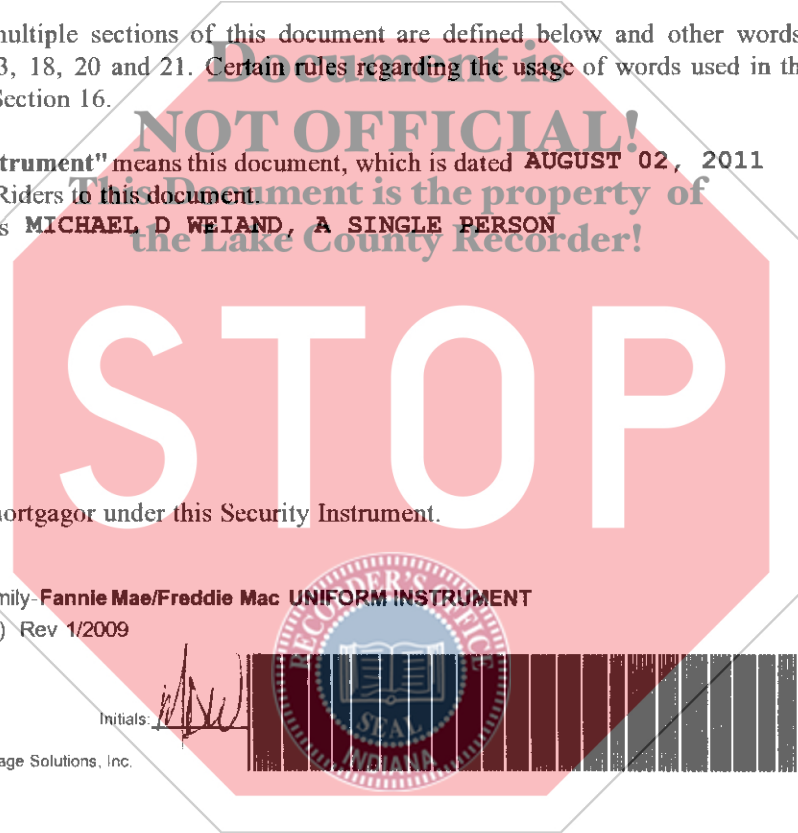 multiple sections of this document are defined below and other words
3, 18, 20 and 21. Certain rules regarding the usage of words used in th
Section 16.
Document is
NOT OFFICIAL!
strument" means this document, which is dated AUGUST 02, 2011
Riders to this document.
This Document is the property of
s MICHAEL D WEIAND, A SINGLE PERSON
the Lake County Recorder!
STOP
ortgagor under this Security Instrument.
mily-Fannie Mae/Freddie Mac UNIFORM INSTRUMENT
) Rev 1/2009
RECORDER'S OFFICE
SEAL
INDIANA
Initials:
age Solutions, Inc.